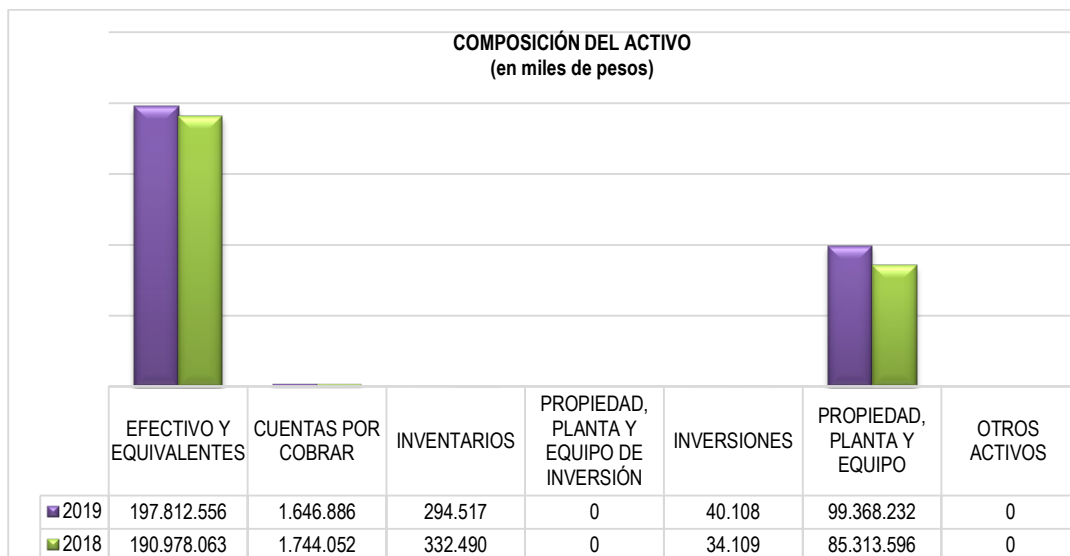 COMPOSICIÓN DEL ACTIVO
(en miles de pesos)
EFECTIVO Y
EQUIVALENTES
CUENTAS POR
COBRAR
INVENTARIOS
PROPIEDAD,
PLANTA Y
EQUIPO DE
INVERSIÓN
INVERSIONES
PROPIEDAD,
PLANTA Y
EQUIPO
OTROS
ACTIVOS
2019 197.812.556 1.646.886 294.517 0 40.108 99.368.232 0
2018 190.978.063 1.744.052 332.490 0 34.109 85.313.596 0